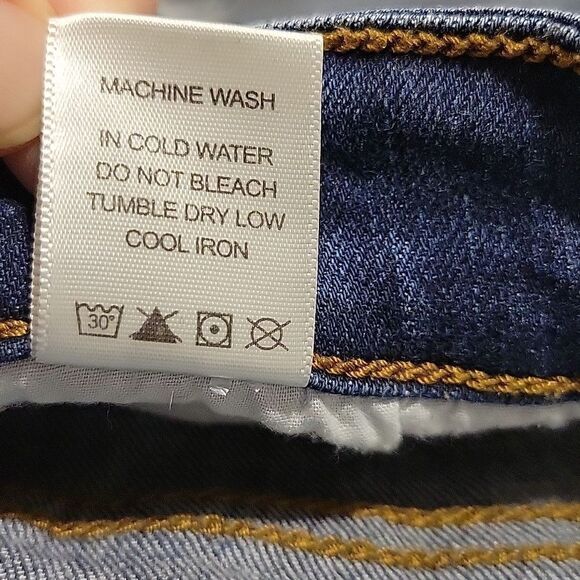 MACHINE WASH
IN COLD WATER
DO NOT BLEACH
TUMBLE DRY LOW
COOL IRON
30°